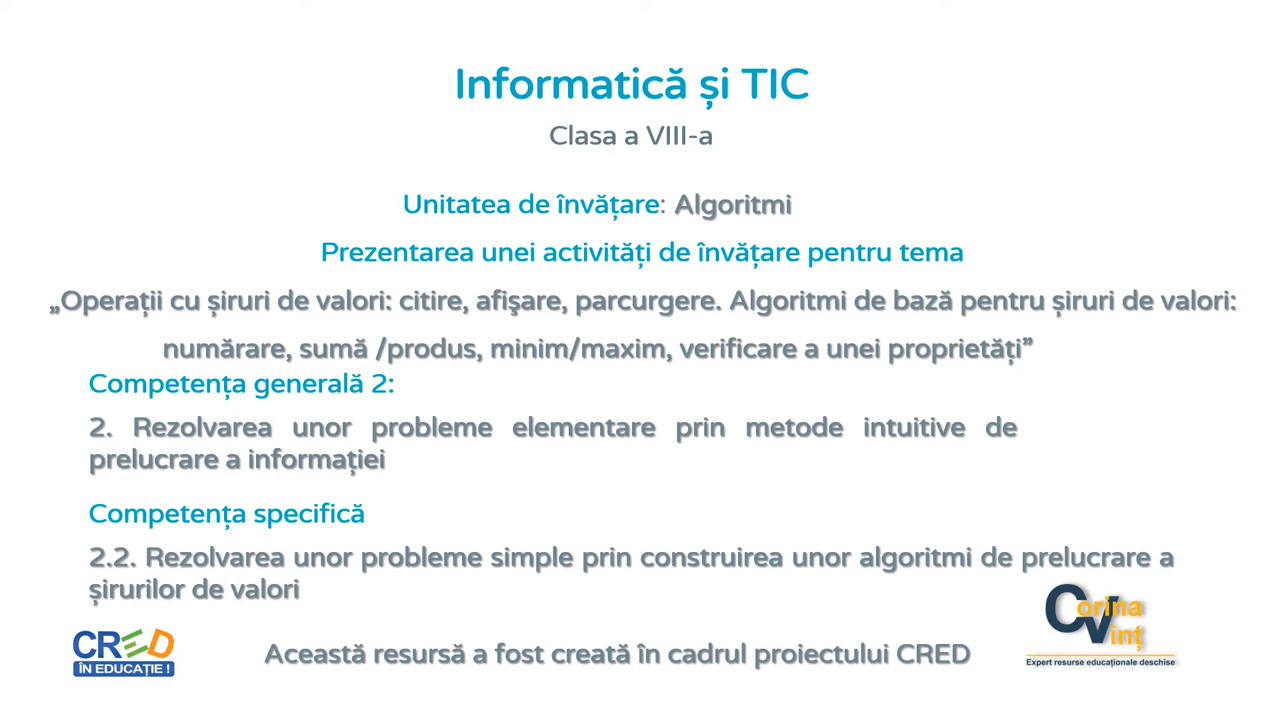 Informatică și TIC
Clasa a VIII-a
Unitatea de învățare: Algoritmi
Prezentarea unei activități de învățare pentru tema
„Operații cu șiruri de valori: citire, afişare, parcurgere. Algoritmi de bază pentru șiruri de valori:
numărare, sumă /produs, minim/maxim, verificare a unei proprietăți”
Competența generală 2:
2. Rezolvarea unor probleme elementare prin metode intuitive de
prelucrare a informației
Competența specifică
2.2. Rezolvarea unor probleme simple prin construirea unor algoritmi de prelucrare a
șirurilor de valori
CRED
ÎN EDUCAȚIE !
Această resursă a fost creată în cadrul proiectului CRED
Corina
Vinț
Expert resurse educaționale deschise